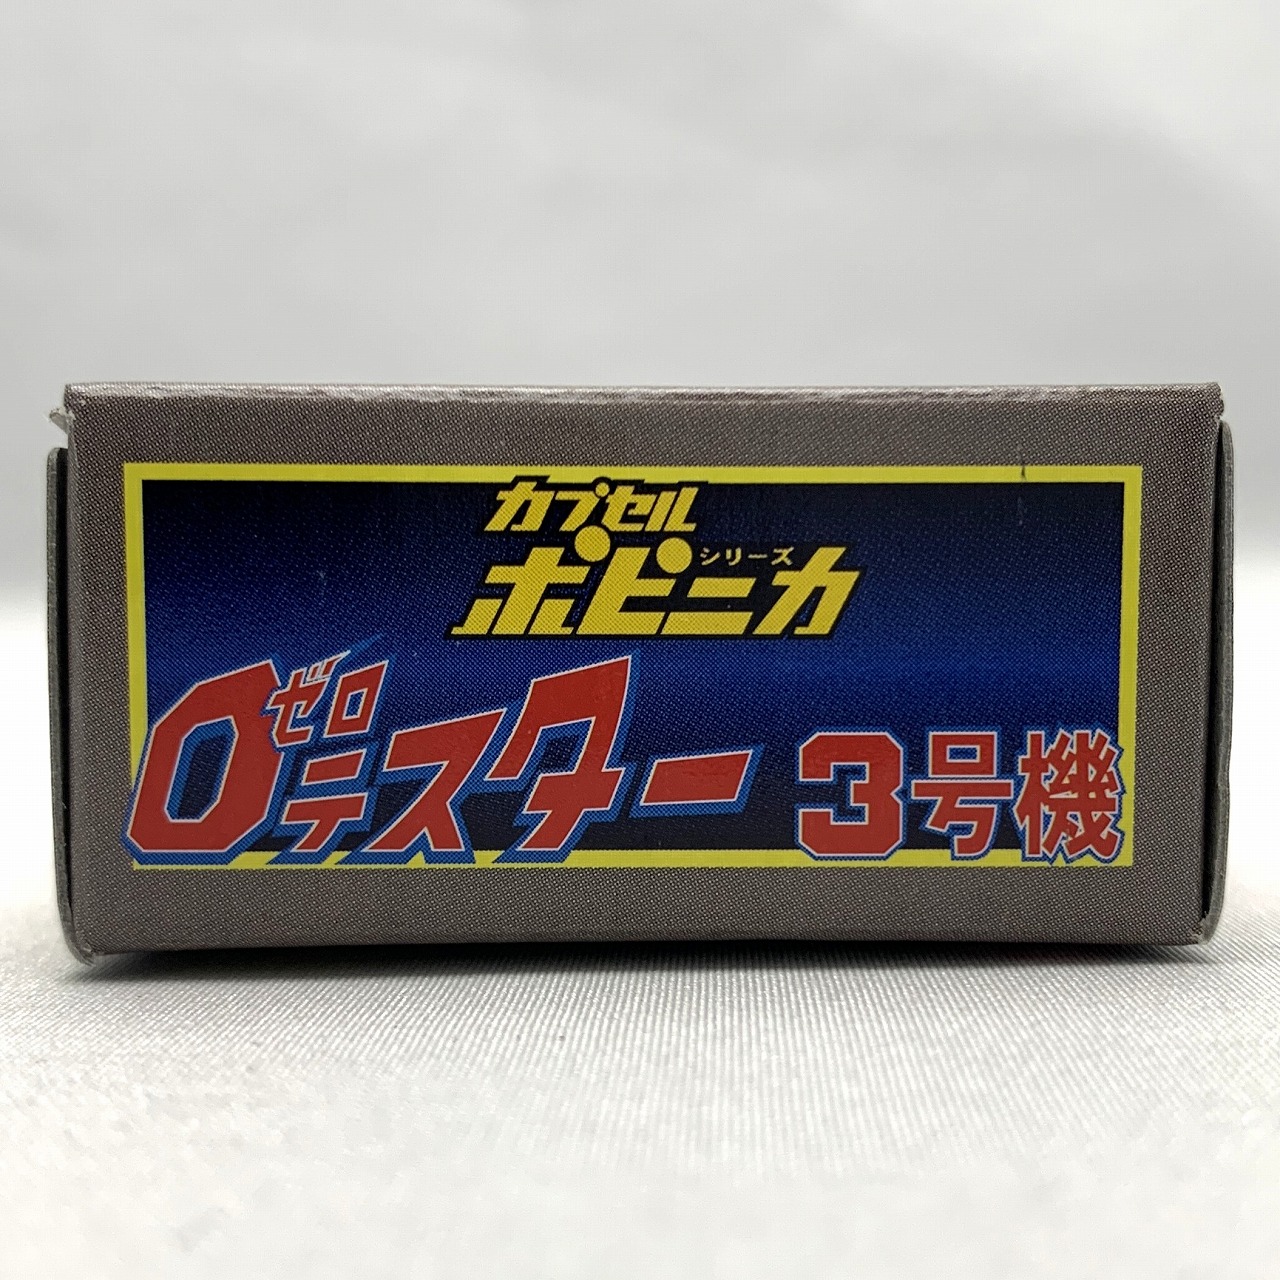 カプセル
ポピニカ シリーズ
0テスター 3号機
ゼロ